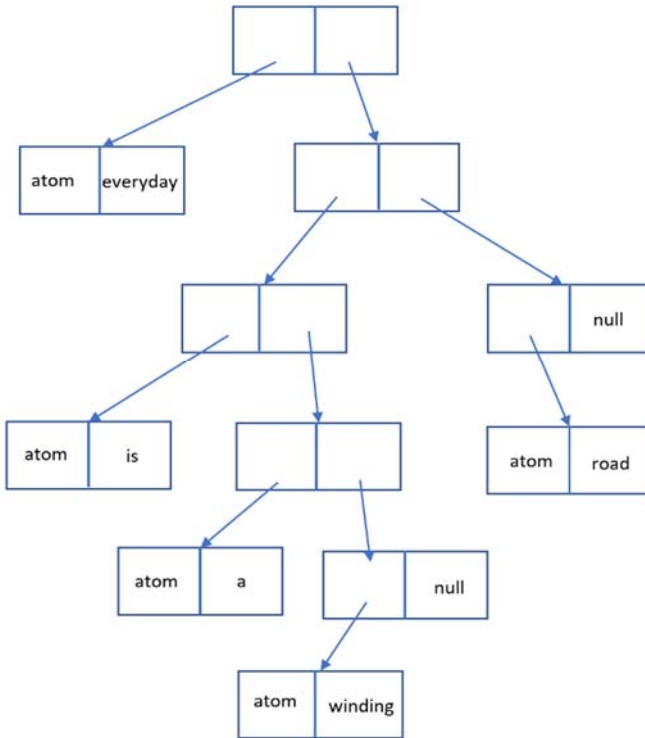 atom everyday
null
atom is
atom road
atom a
null
atom winding